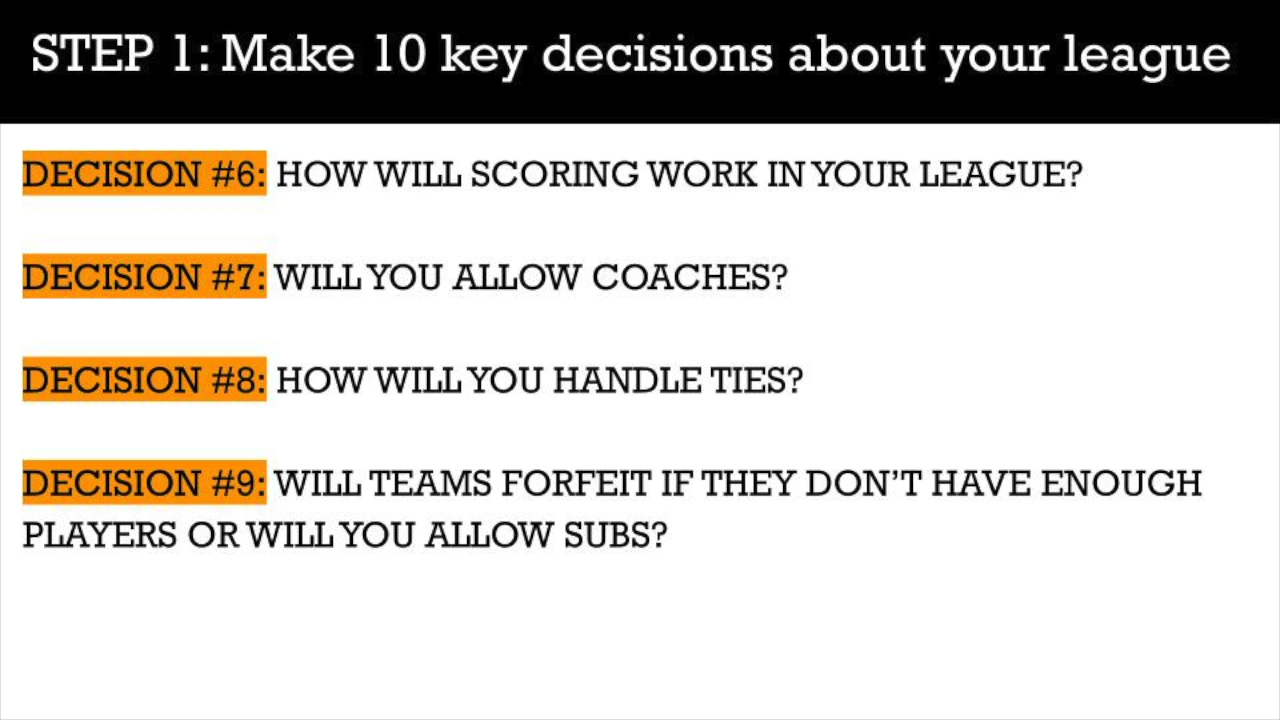 STEP 1: Make 10 key decisions about your league
DECISION #6: HOW WILL SCORING WORK IN YOUR LEAGUE?
DECISION #7: WILL YOU ALLOW COACHES?
DECISION #8: HOW WILL YOU HANDLE TIES?
DECISION #9: WILL TEAMS FORFEIT IF THEY DON’T HAVE ENOUGH
PLAYERS OR WILL YOU ALLOW SUBS?